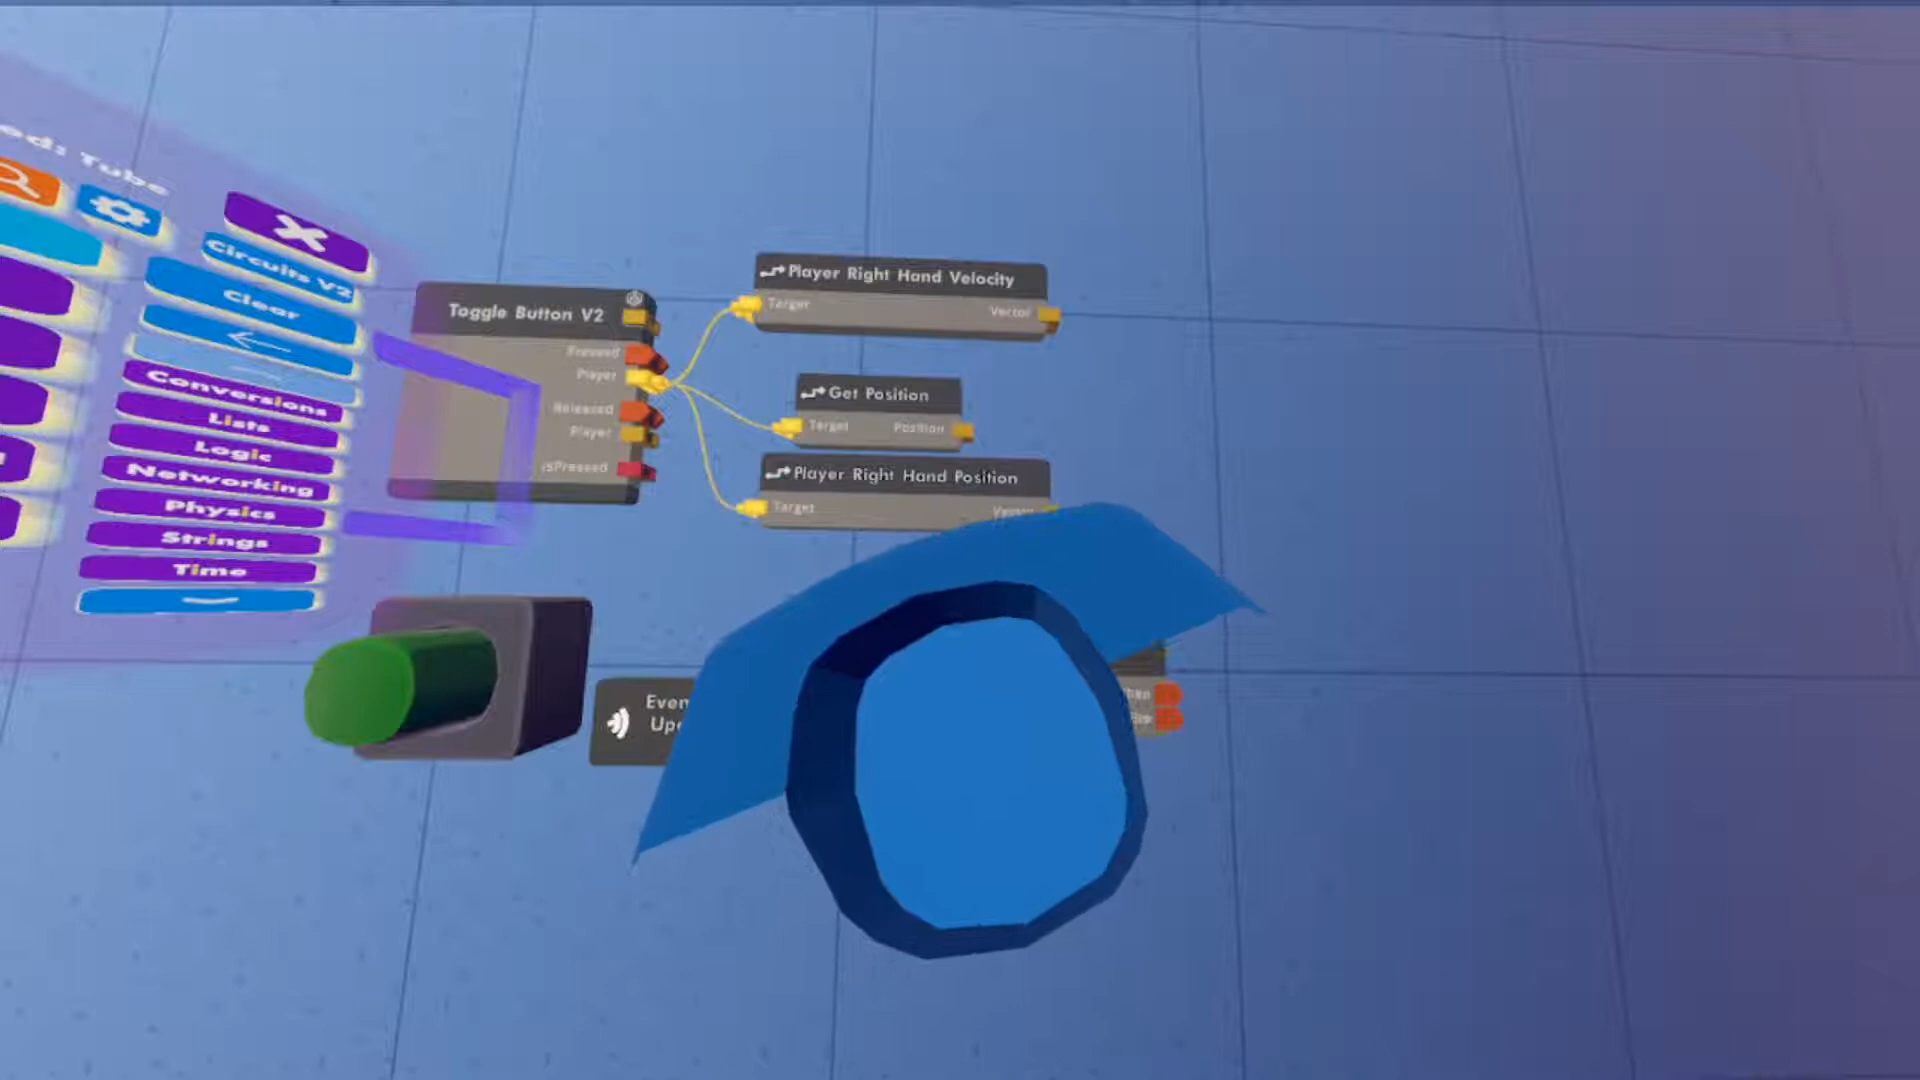 ed: Tube
Circuits V2
Clear
Conversions
Lists
Logic
Networking
Physics
Strings
Time
Toggle Button V2
Pressed
Player
Released
Player
isPressed
Player Right Hand Velocity
Target
Vector
Get Position
Target
Position
Player Right Hand Position
Target
Even